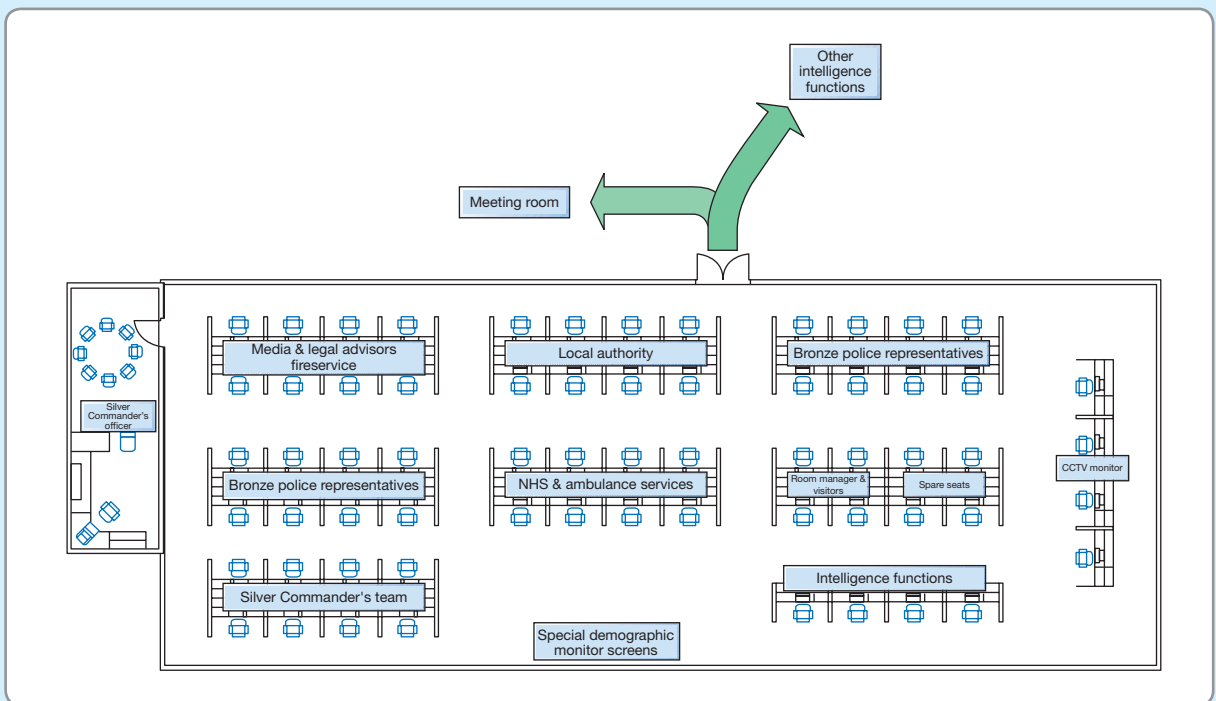 Other
intelligence
functions
Meeting room
Media & legal advisors
fireservice
Local authority
Bronze police representatives
Silver
Commander's
officer
Bronze police representatives
NHS & ambulance services
Room manager &
visitors
Spare seats
CCTV monitor
Silver Commander's team
Intelligence functions
Special demographic
monitor screens